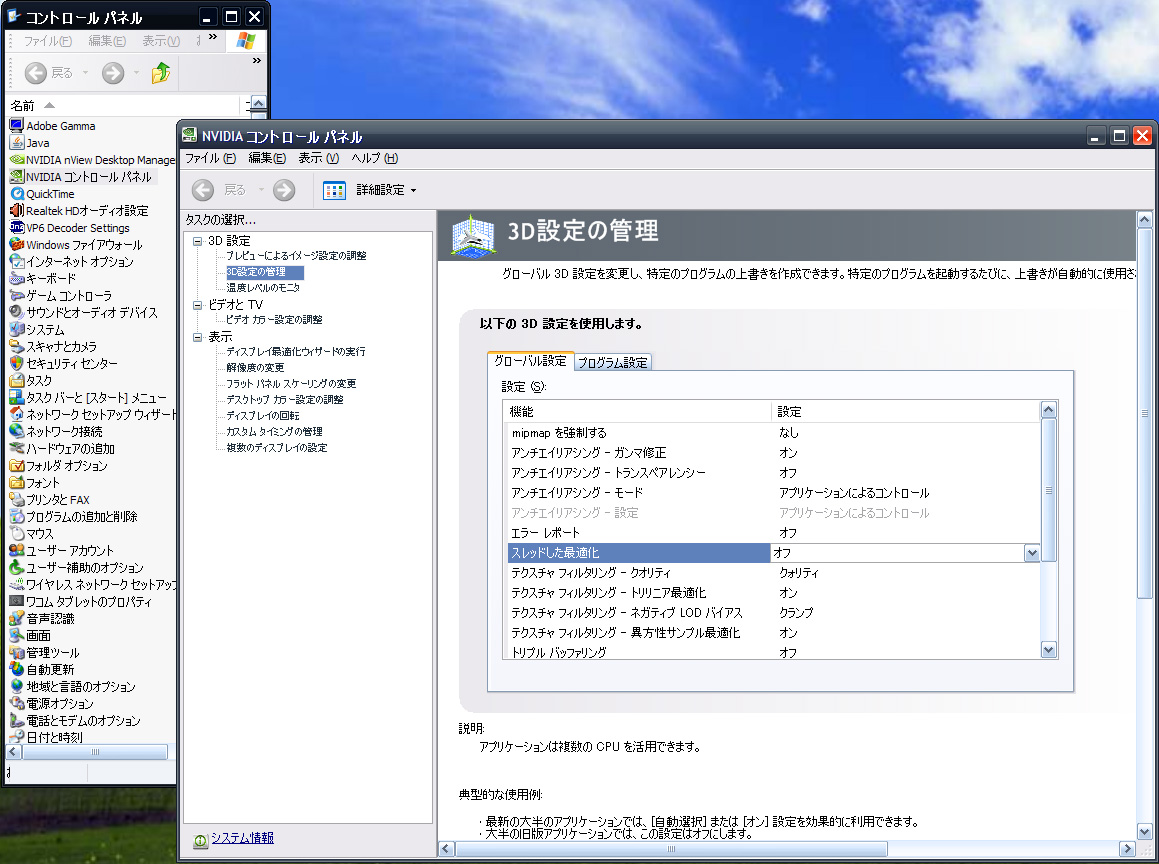 コントロール パネル
ファイル(F) 編集(E) 表示(V) »
戻る »
名前
Adobe Gamma
Java
NVIDIA nView Desktop Manage
NVIDIA コントロール パネル
QuickTime
Realtek HDオーディオ設定
VP6 Decoder Settings
Windows ファイアウォール
インターネット オプション
キーボード
ゲーム コントローラ
サウンドとオーディオ デバイス
システム
スキャナとカメラ
セキュリティ センター
タスク
タスク バーと [スタート] メニュー
ネットワーク セットアップ ウィザード
ネットワーク接続
ハードウェアの追加
フォルダ オプション
フォント
プリンタと FAX
プログラムの追加と削除
マウス
ユーザー アカウント
ユーザー補助のオプション
ワイヤレス ネットワーク セットアップ
ワコム タブレットのプロパティ
音声認識
画面
管理ツール
自動更新
地域と言語のオプション
電源オプション
電話とモデムのオプション
日付と時刻
NVIDIA コントロール パネル
ファイル (F) 編集(E) 表示 (V) ヘルプ (H)
戻る 詳細設定
タスクの選択...
3D 設定
プレビューによるイメージ設定の調整
3D設定の管理
温度レベルのモニタ
ビデオと TV
ビデオ カラー設定の調整
表示
ディスプレイ最適化ウィザードの実行
解像度の変更
フラット パネル スケーリングの変更
デスクトップ カラー設定の調整
ディスプレイの回転
カスタム タイミングの管理
複数のディスプレイの設定
システム情報
3D設定の管理
グローバル 3D 設定を変更し、特定のプログラムの上書きを作成できます。特定のプログラムを起動するたびに、上書きが自動的に使用さ
以下の 3D 設定を使用します。
グローバル設定 プログラム設定
設定 (S):
機能 設定
mipmap を強制する なし
アンチエイリアシング - ガンマ修正 オン
アンチエイリアシング - トランスペアレンシー オフ
アンチエイリアシング - モード アプリケーションによるコントロール
アンチエイリアシング - 設定 アプリケーションによるコントロール
エラー レポート オフ
スレッドした最適化 オフ
テクスチャ フィルタリング - クオリティ クォリティ
テクスチャ フィルタリング - トリリニア最適化 オン
テクスチャ フィルタリング - ネガティブ LOD バイアス クランプ
テクスチャ フィルタリング - 異方性サンプル最適化 オン
トリプル バッファリング オフ
説明:
アプリケーションは複数の CPU を活用できます。
典型的な使用例:
・最新の大半のアプリケーションでは、[自動選択] または [オン] 設定を効果的に利用できます。
・大半の旧版アプリケーションでは、この設定はオフにします。